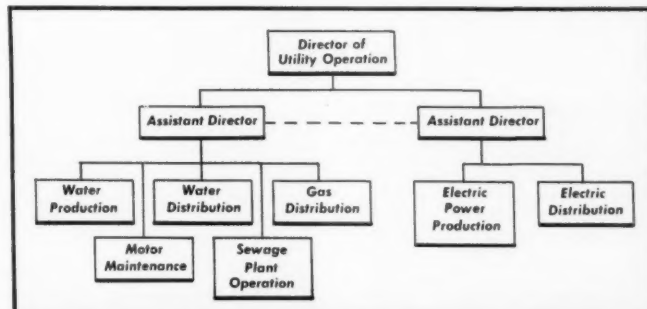 Director of
Utility Operation
Assistant Director
Assistant Director
Water
Production
Water
Distribution
Gas
Distribution
Electric
Power
Production
Electric
Distribution
Motor
Maintenance
Sewage
Plant
Operation